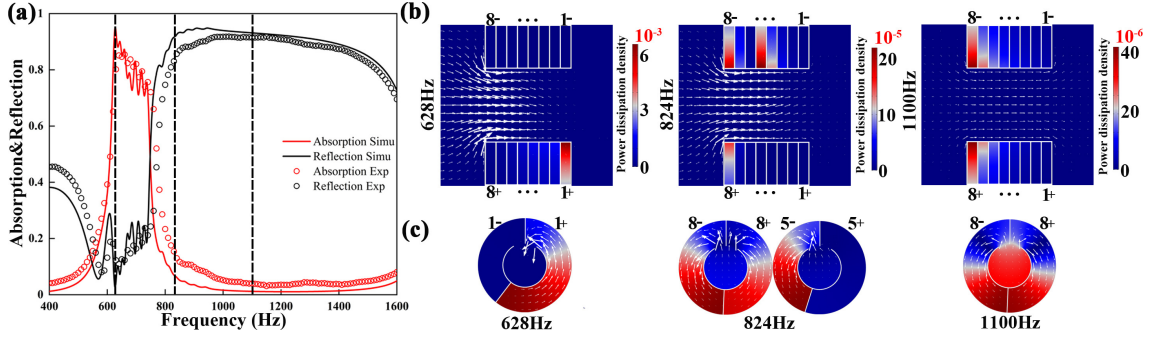 (a)
Absorption&Reflection
1
0.8
0.6
0.4
0.2
0
400
600
800
1000
1200
1400
1600
Frequency (Hz)
Absorption Simu
Reflection Simu
Absorption Exp
Reflection Exp
(b)
628Hz
8- ... 1-
8+ ... 1+
10-3
6
3
0
Power dissipation density
824Hz
8- ... 1-
8+ ... 1+
10-5
20
10
0
Power dissipation density
1100Hz
8- ... 1-
8+ ... 1+
10-6
40
20
0
Power dissipation density
(c)
1- 1+
628Hz
8- 8+ 5- 5+
824Hz
8- 8+
1100Hz